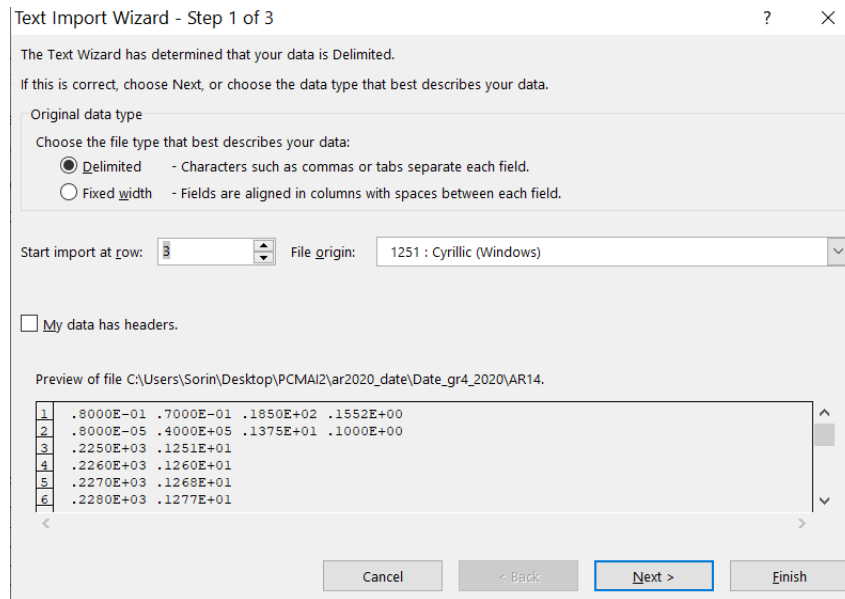 Text Import Wizard - Step 1 of 3 ? ×
The Text Wizard has determined that your data is Delimited.
If this is correct, choose Next, or choose the data type that best describes your data.
Original data type
Choose the file type that best describes your data:
Delimited - Characters such as commas or tabs separate each field.
Fixed width - Fields are aligned in columns with spaces between each field.
Start import at row: 3 File origin: 1251 : Cyrillic (Windows)
My data has headers.
Preview of file C:\Users\Sorin\Desktop\PCMAI2\ar2020_date\Date_gr4_2020\AR14.
1 .8000E-01 .7000E-01 .1850E+02 .1552E+00
2 .8000E-05 .4000E+05 .1375E+01 .1000E+00
3 .2250E+03 .1251E+01
4 .2260E+03 .1260E+01
5 .2270E+03 .1268E+01
6 .2280E+03 .1277E+01
Cancel < Back Next > Finish